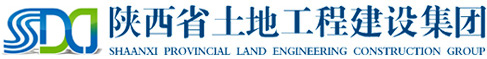 陕西省土地工程建设集团
SHAANXI PROVINCIAL LAND ENGINEERING CONSTRUCTION GROUP